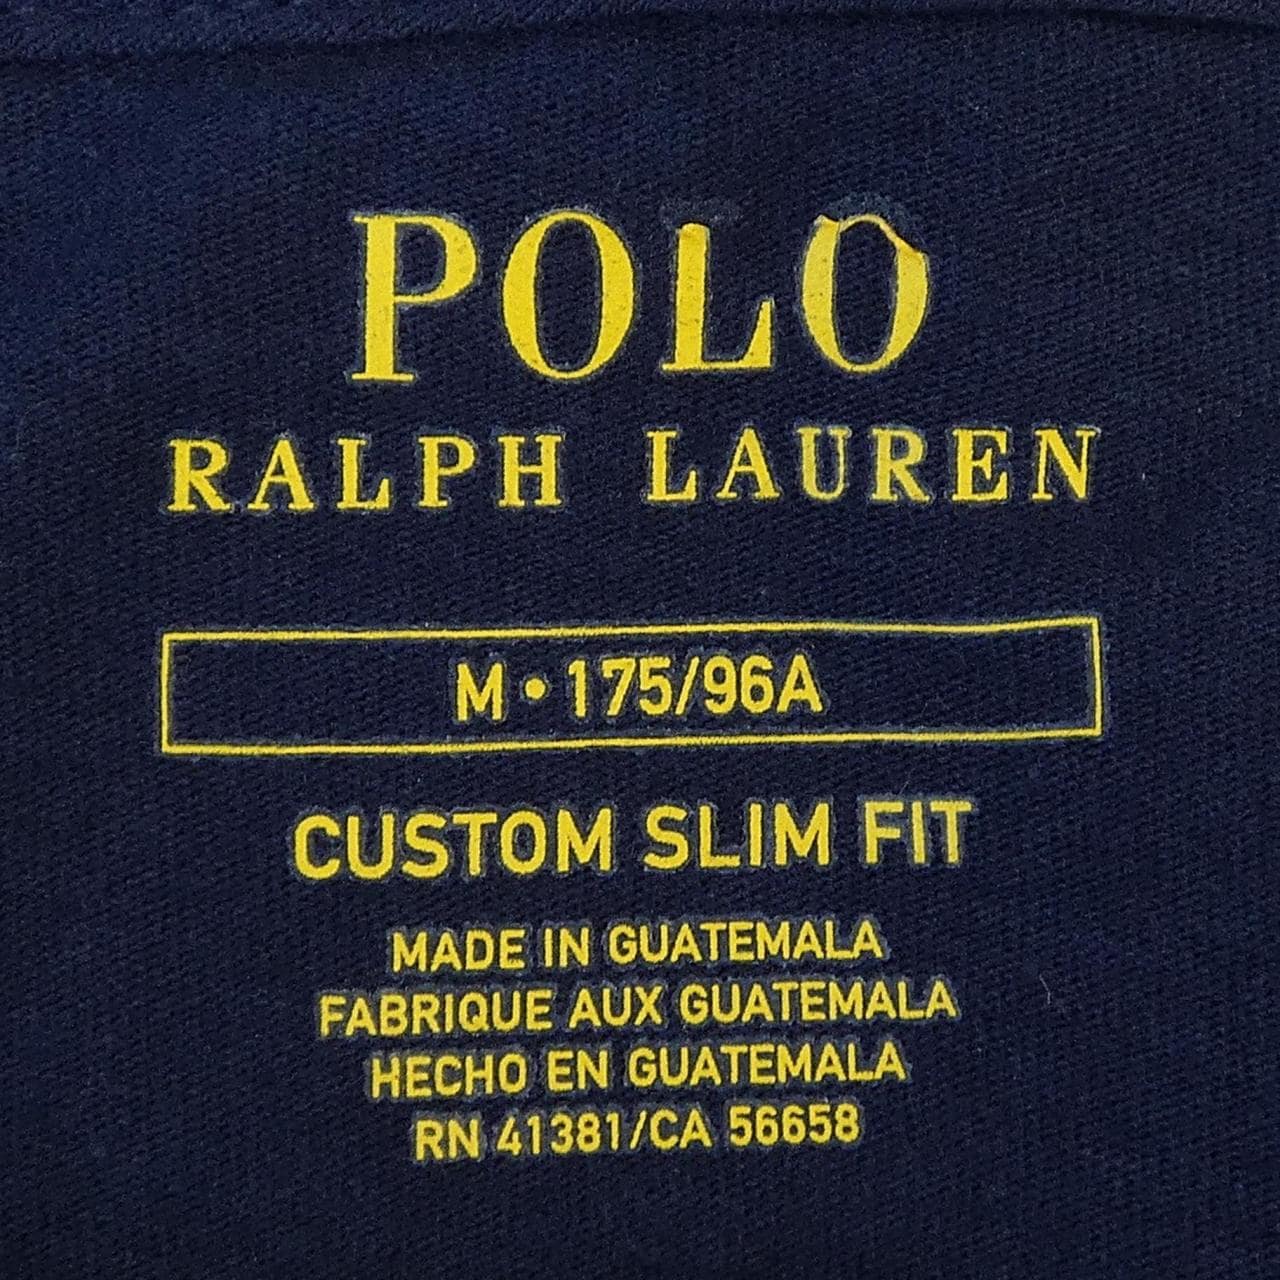 POLO
RALPH LAUREN
M•175/96A
CUSTOM SLIM FIT
MADE IN GUATEMALA
FABRIQUE AUX GUATEMALA
HECHO EN GUATEMALA
RN 41381/CA 56658